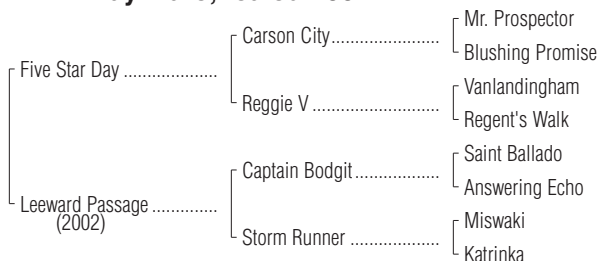 Mr. Prospector
Carson City
Blushing Promise
Five Star Day
Vanlandingham
Reggie V
Regent's Walk
Saint Ballado
Captain Bodgit
Answering Echo
Leeward Passage
(2002)
Miswaki
Storm Runner
Katrinka